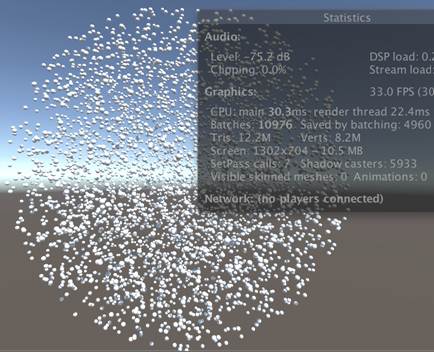 Statistics
Audio:
Level: -75.2 dB DSP load: 0.2
Clipping: 0.0% Stream load:
Graphics: 33.0 FPS (30
CPU: main 30.3ms render thread 22.4ms
Batches: 10976 Saved by batching: 4960
Tris: 12.2M Verts: 8.2M
Screen: 1302x204 - 10.5 MB
SetPass calls: 7 Shadow casters: 5933
Visible skinned meshes: 0 Animations: 0
Network: (no players connected)